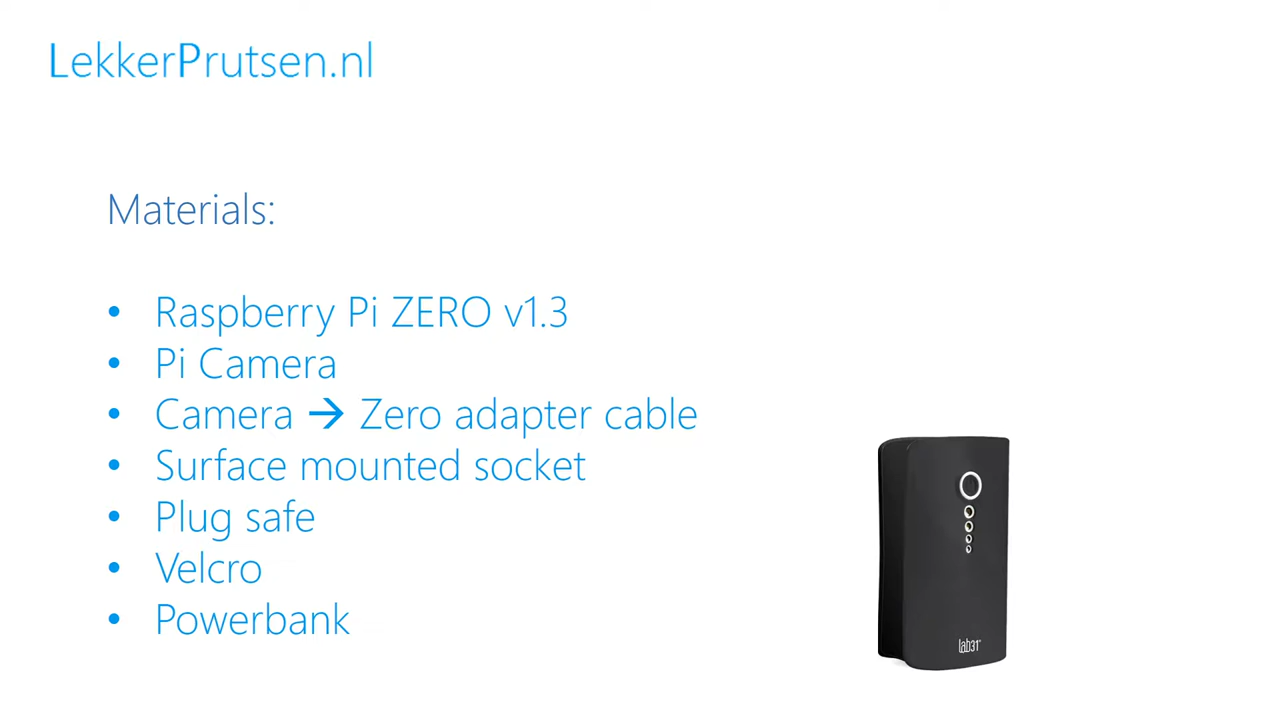 LekkerPrutsen.nl
Materials:
• Raspberry Pi ZERO v1.3
• Pi Camera
• Camera → Zero adapter cable
• Surface mounted socket
• Plug safe
• Velcro
• Powerbank
lab31